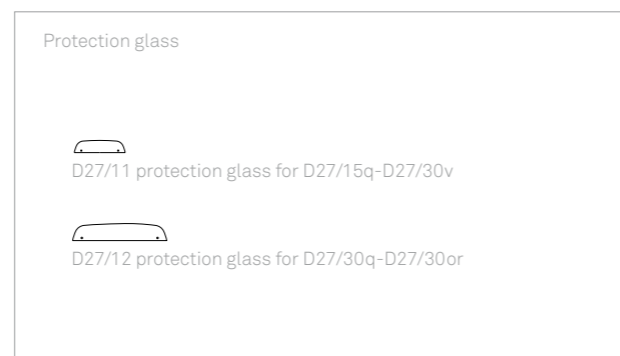 Protection glass
D27/11 protection glass for D27/15q-D27/30v
D27/12 protection glass for D27/30q-D27/30or